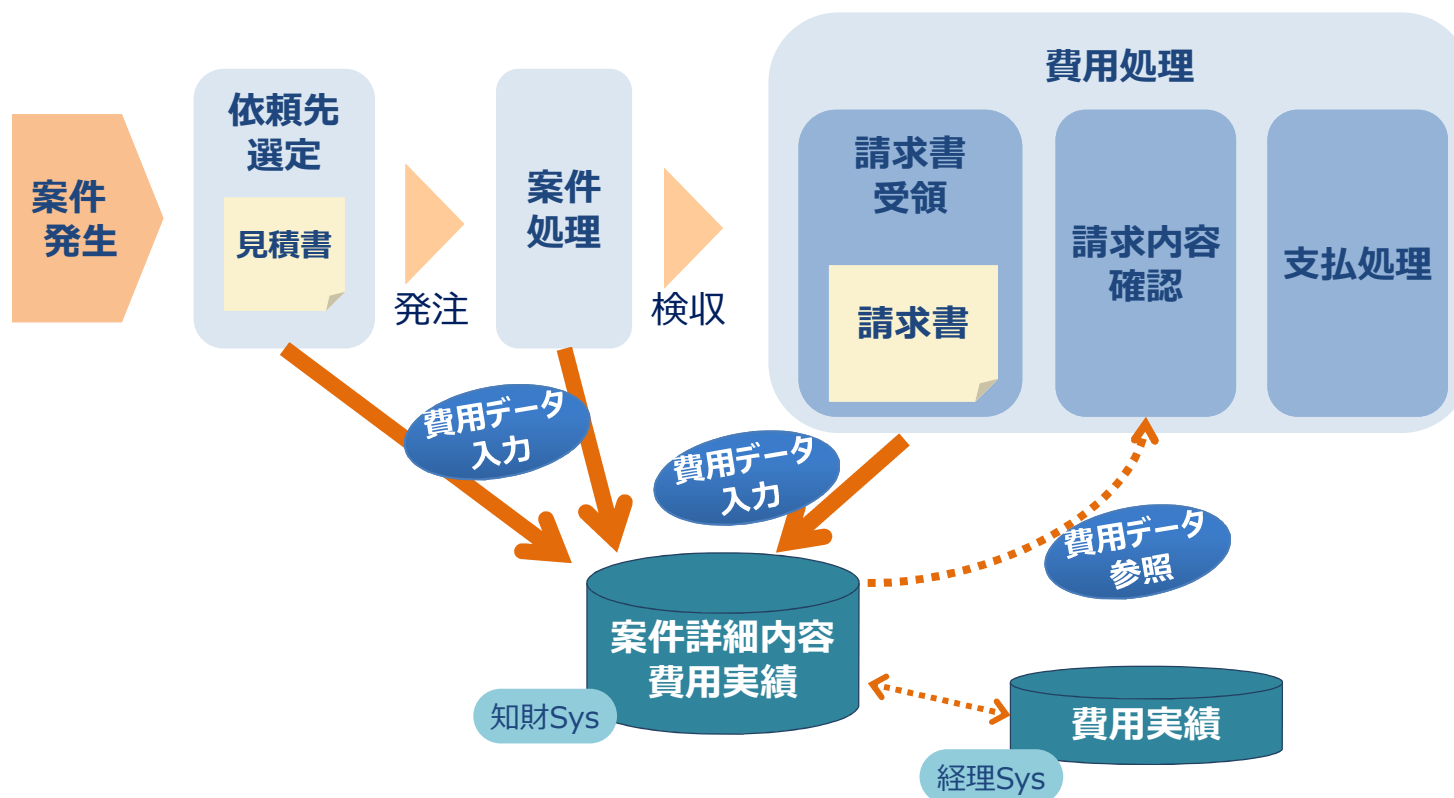 案件
発生
依頼先
選定
見積書
発注
案件
処理
検収
費用処理
請求書
受領
請求書
請求内容
確認
支払処理
費用データ
入力
費用データ
入力
費用データ
参照
案件詳細内容
費用実績
知財Sys
費用実績
経理Sys